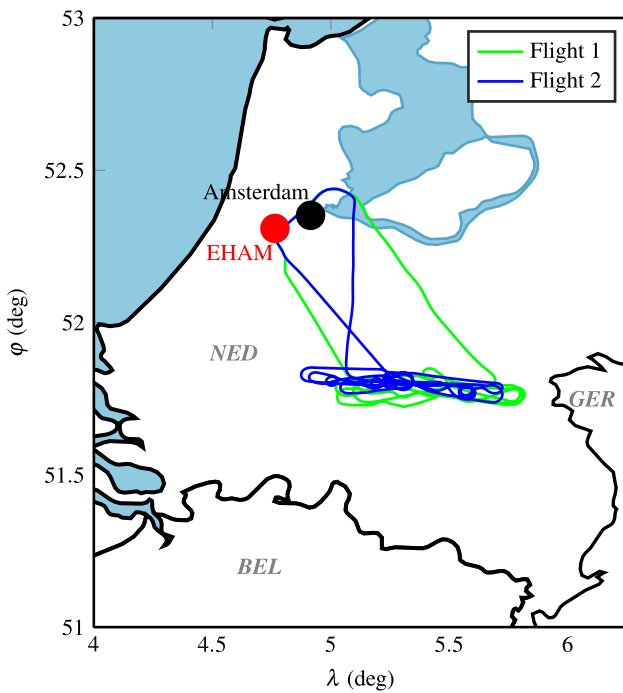 53
52.5
52
51.5
51
φ (deg)
4
4.5
5
5.5
6
λ (deg)
Flight 1
Flight 2
Amsterdam
EHAM
NED
GER
BEL